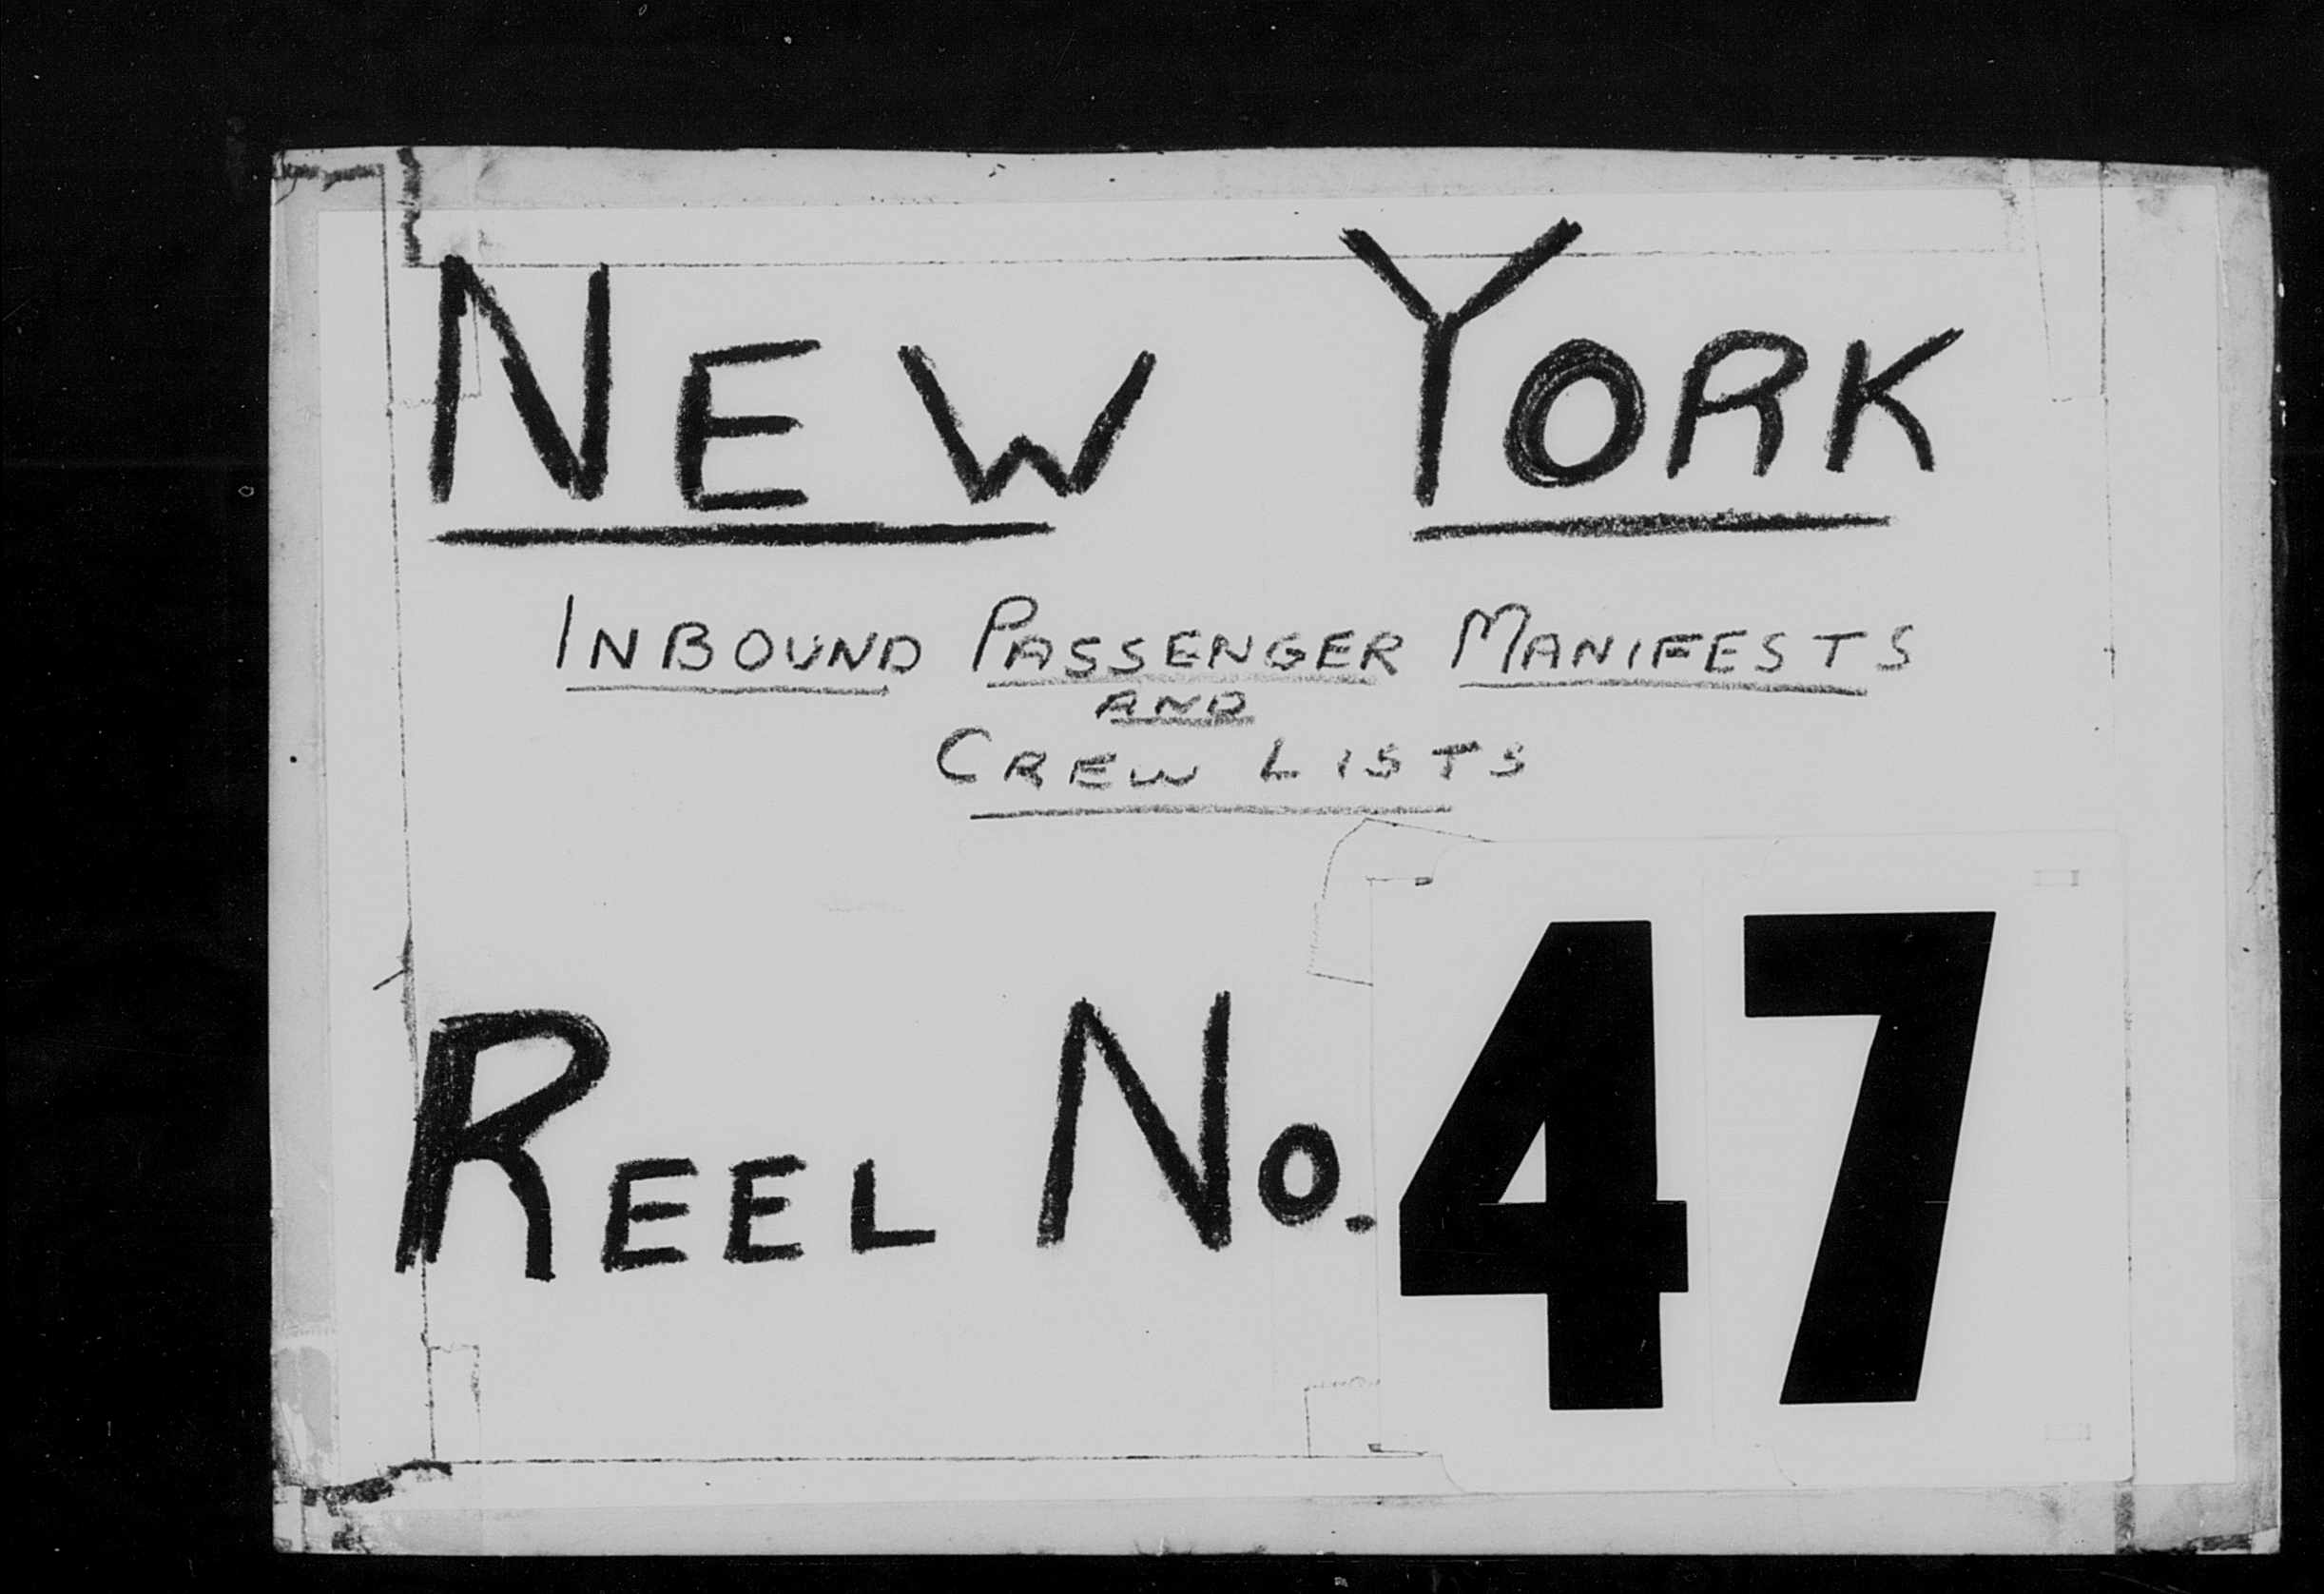 NEW YORK
INBOUND PASSENGER MANIFESTS
AND
CREW LISTS
REEL NO. 47